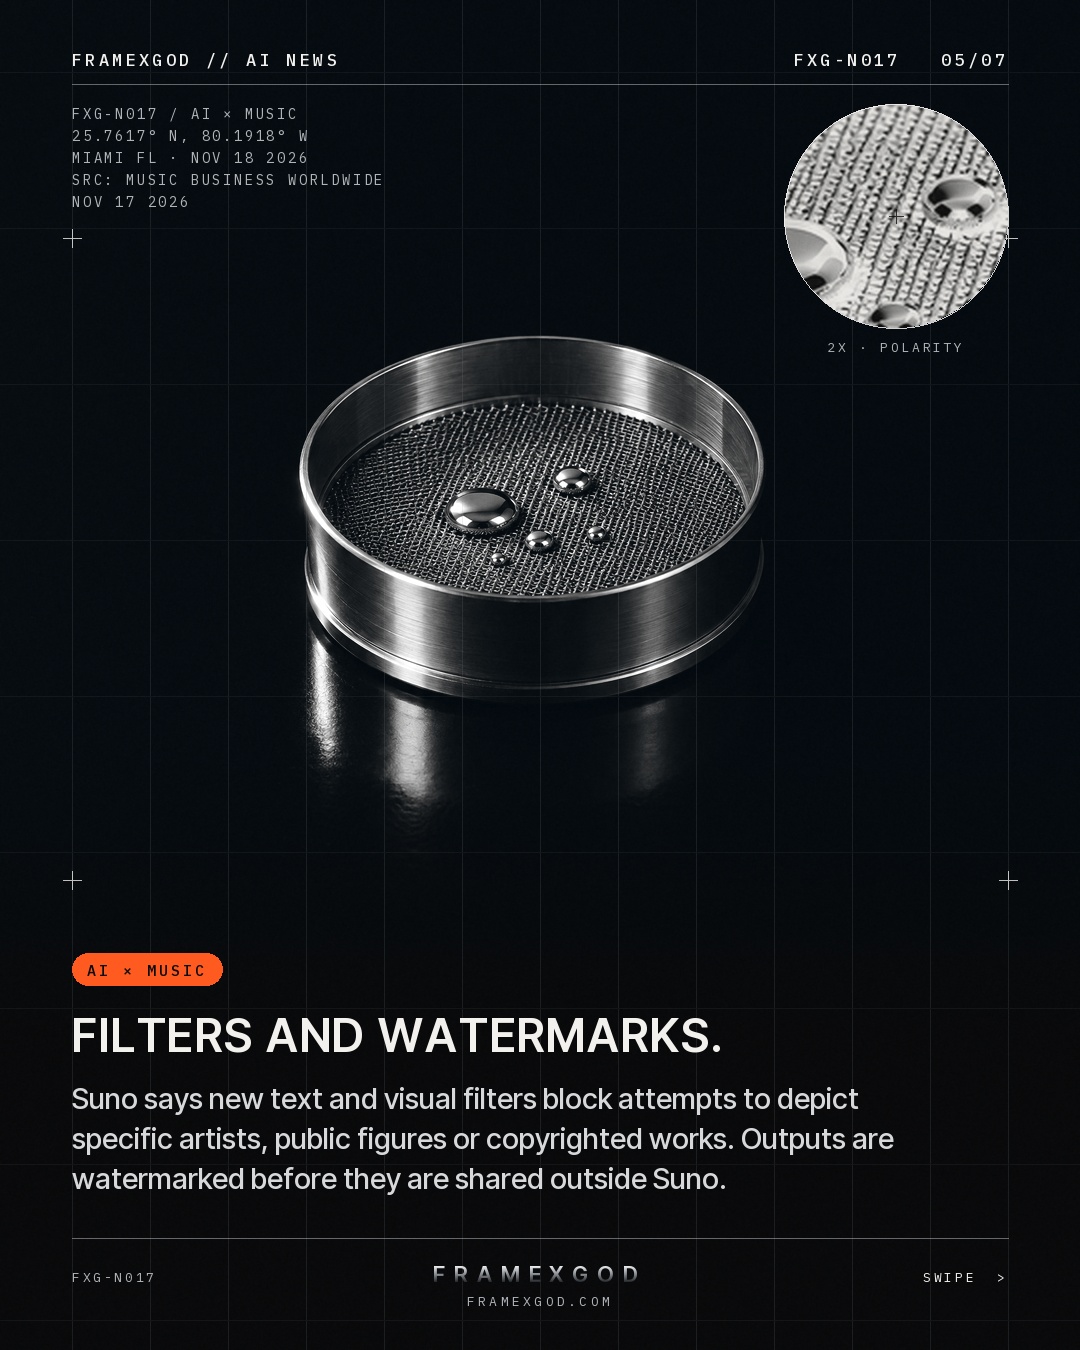 FRAMEXGOD // AI NEWS
FXG-N017 05/07
FXG-N017 / AI × MUSIC
25.7617° N, 80.1918° W
MIAMI FL · NOV 18 2026
SRC: MUSIC BUSINESS WORLDWIDE
NOV 17 2026
2X · POLARITY
AI × MUSIC
FILTERS AND WATERMARKS.
Suno says new text and visual filters block attempts to depict
specific artists, public figures or copyrighted works. Outputs are
watermarked before they are shared outside Suno.
FXG-N017
FRAMEXGOD
FRAMEXGOD.COM
SWIPE >